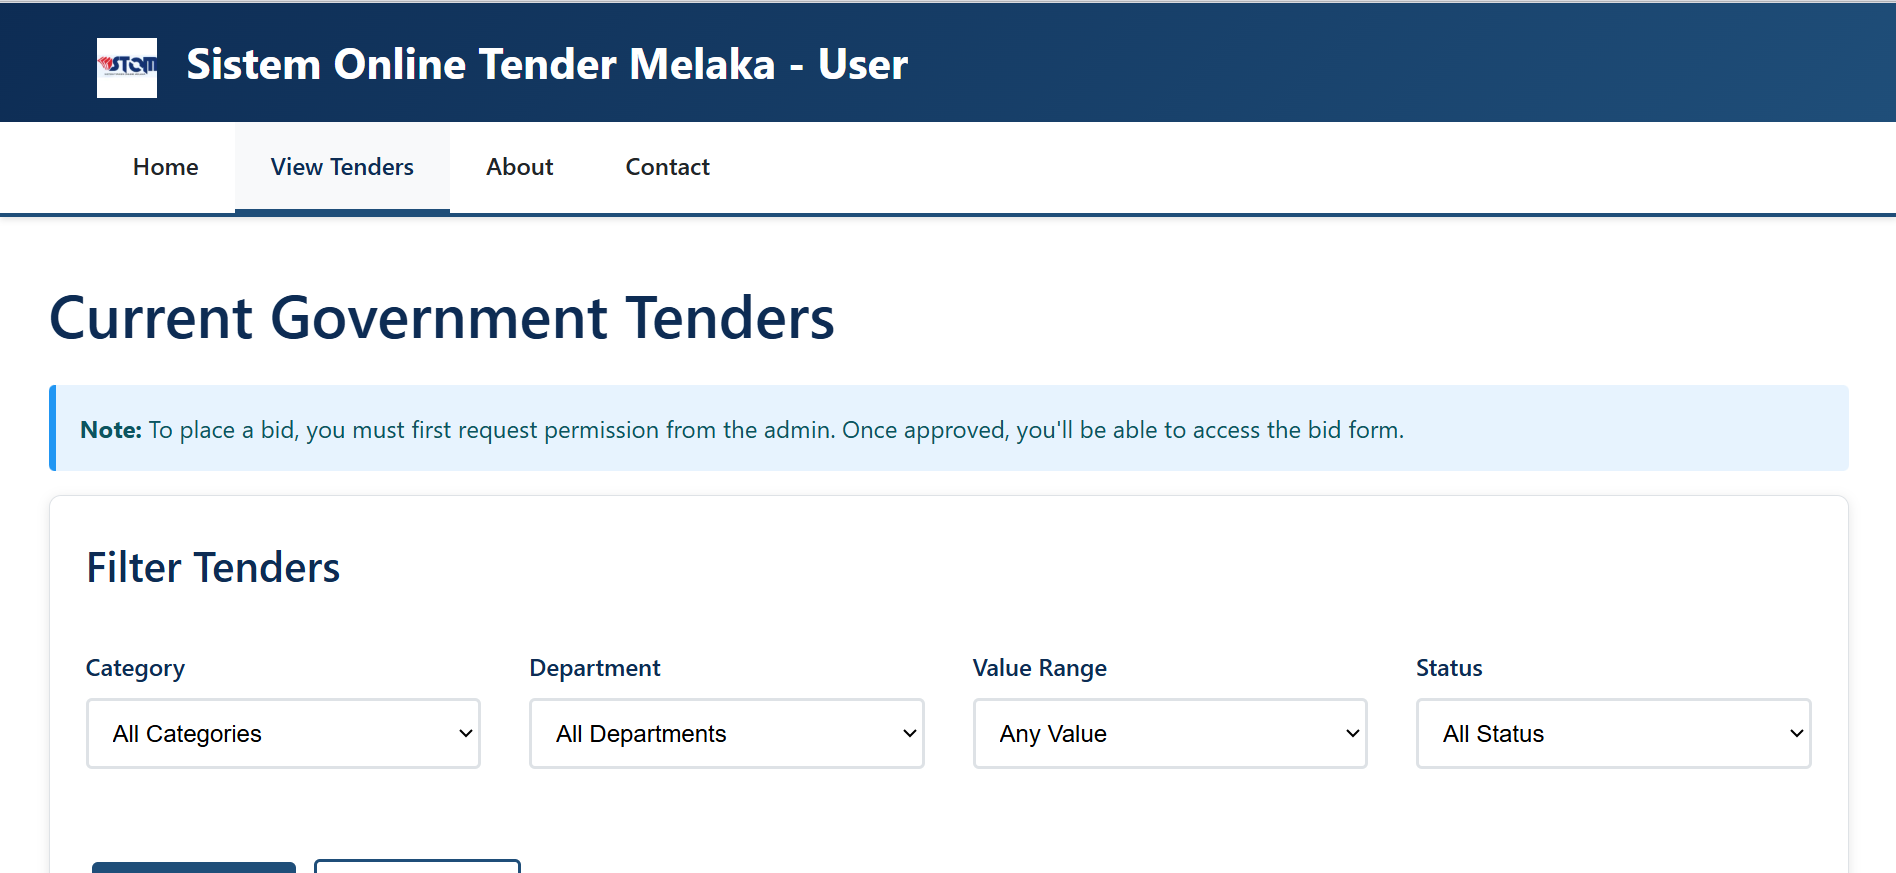 STOM
Sistem Online Tender Melaka - User
Home
View Tenders
About
Contact
Current Government Tenders
Note: To place a bid, you must first request permission from the admin. Once approved, you'll be able to access the bid form.
Filter Tenders
Category
Department
Value Range
Status
All Categories
All Departments
Any Value
All Status